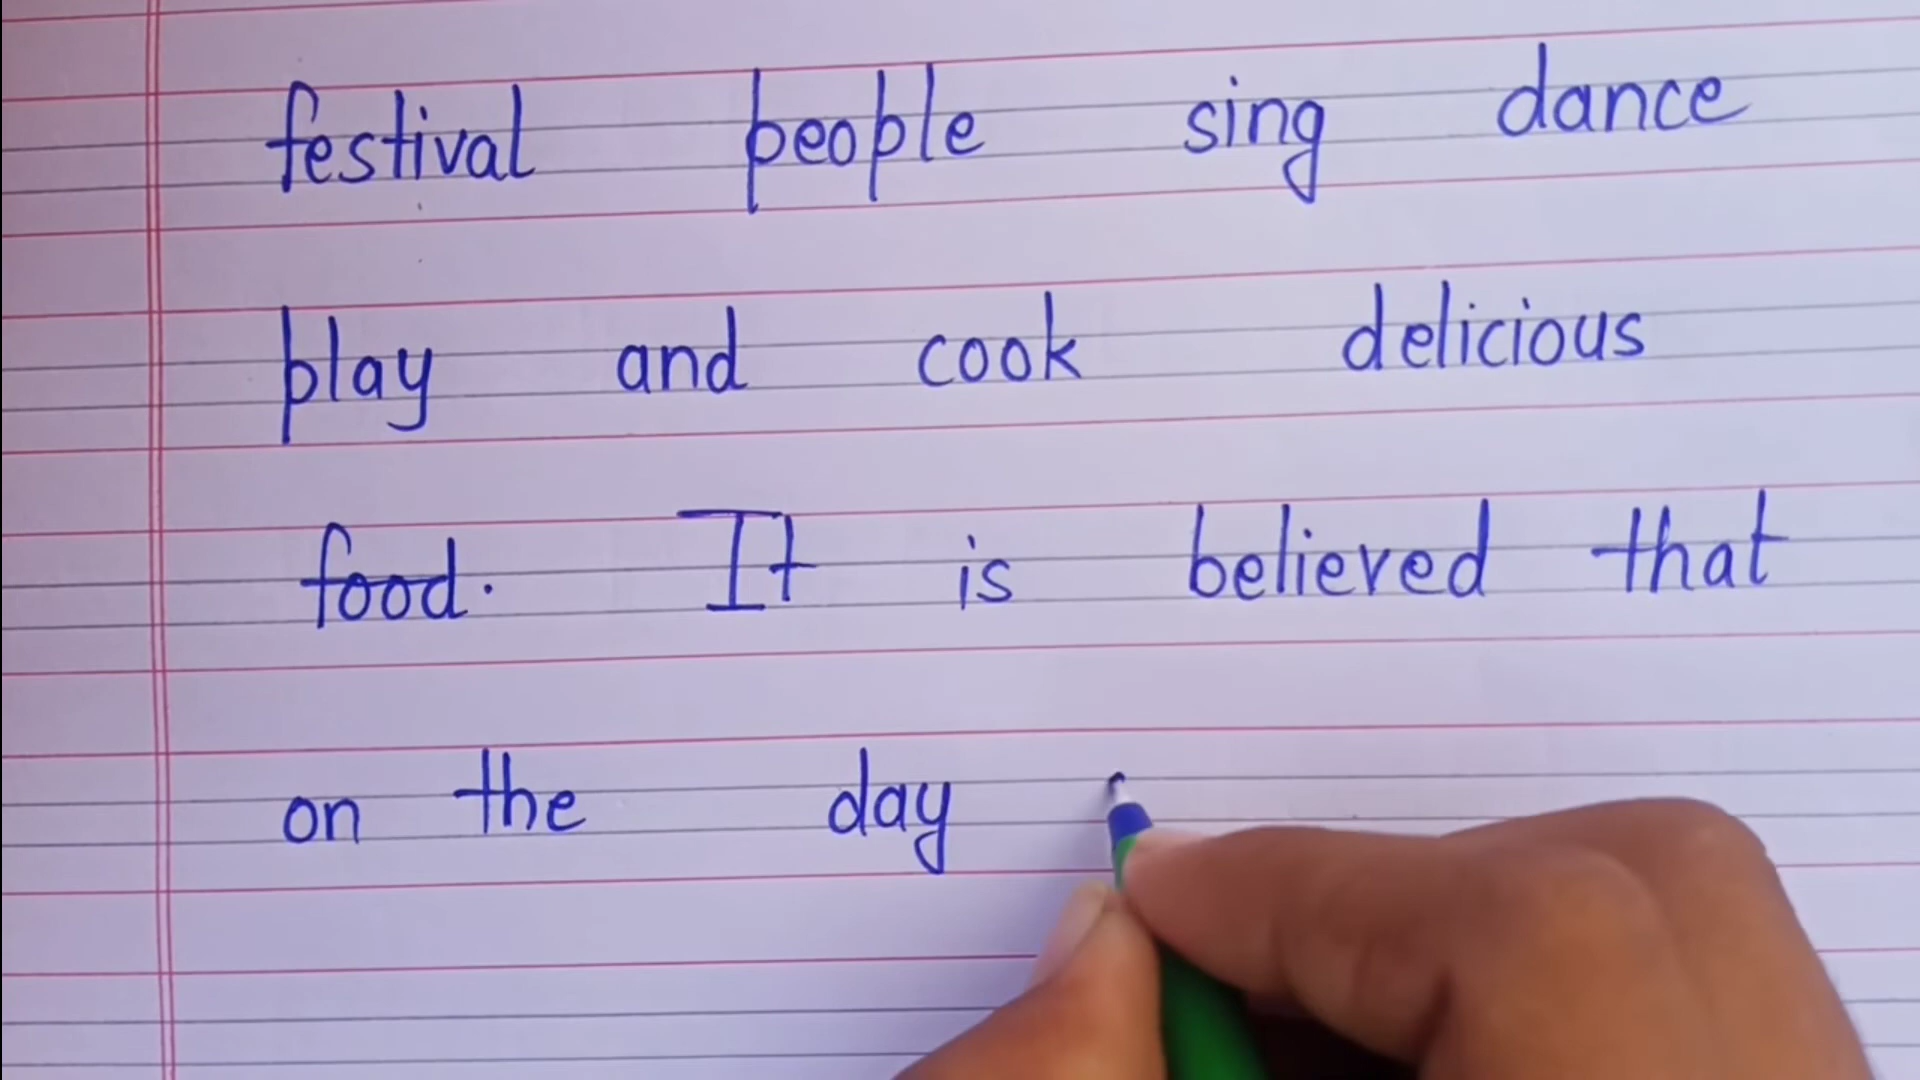 festival people sing dance
play and cook delicious
food. It is believed that
on the day